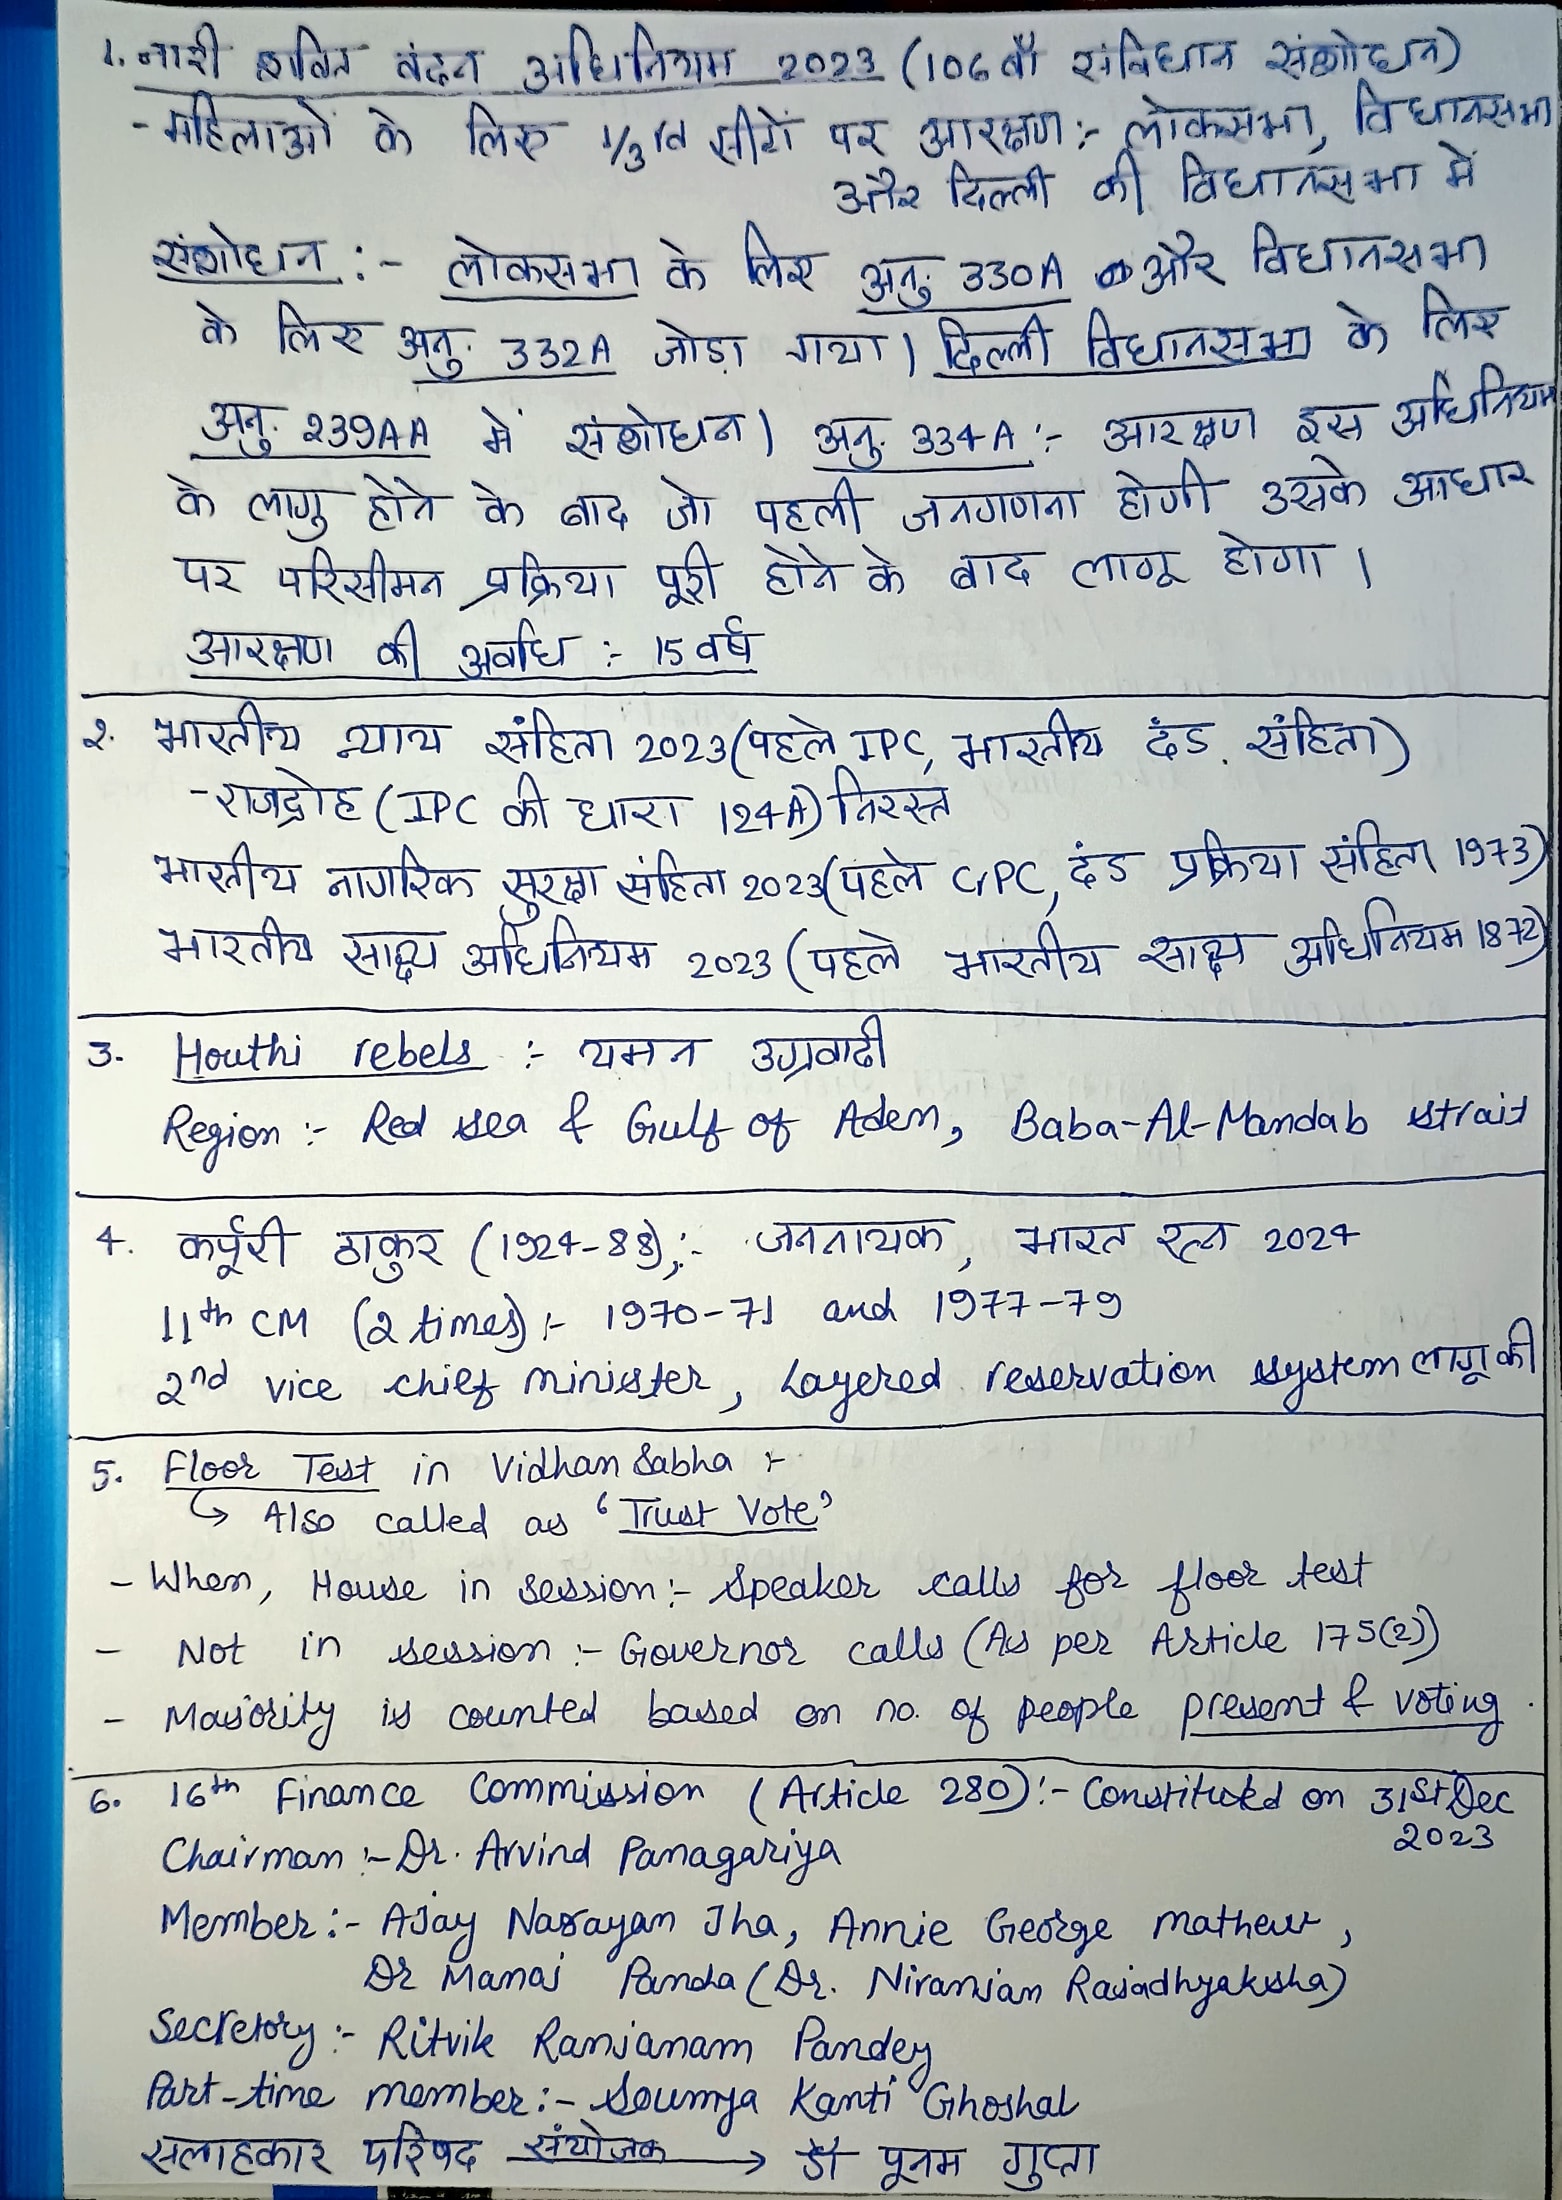 1. नारी शक्ति वंदन अधिनियम 2023 (106वाँ संविधान संशोधन)
- महिलाओं के लिए 1/3rd सीटों पर आरक्षण :- लोकसभा, विधानसभा
और दिल्ली की विधानसभा में
संशोधन :- लोकसभा के लिए अनु. 330A और विधानसभा
के लिए अनु. 332A जोड़ा गया। दिल्ली विधानसभा के लिए
अनु. 239AA में संशोधन। अनु. 334A :- आरक्षण इस अधिनियम
के लागु होने के बाद जो पहली जनगणना होगी उसके आधार
पर परिसीमन प्रक्रिया पूरी होने के बाद लागू होगा।
आरक्षण की अवधि :- 15 वर्ष
2. भारतीय न्याय संहिता 2023 (पहले IPC, भारतीय दंड संहिता)
- राजद्रोह (IPC की धारा 124A) निरस्त
भारतीय नागरिक सुरक्षा संहिता 2023 (पहले CrPC, दंड प्रक्रिया संहिता 1973)
भारतीय साक्ष्य अधिनियम 2023 (पहले भारतीय साक्ष्य अधिनियम 1872)
3. Houthi rebels :- यमन उग्रवादी
Region :- Red sea & Gulf of Aden, Baba-Al-Mandab strait
4. कर्पूरी ठाकुर (1924-88) :- जननायक, भारत रत्न 2024
11th CM (2 times) :- 1970-71 and 1977-79
2nd vice chief minister, Layered reservation system लागू की
5. Floor Test in Vidhan Sabha :-
↳ Also called as 'Trust Vote'
- When, House in session :- Speaker calls for floor test
- Not in session :- Governor calls (As per Article 175(2))
- Majority is counted based on no. of people present & voting.
6. 16th Finance Commission (Article 280) :- Constituted on 31st Dec
2023
Chairman :- Dr. Arvind Panagariya
Member :- Ajay Narayan Jha, Annie George Mathew,
Dr Manoj Panda (Dr. Niranjan Rajadhyaksha)
Secretory :- Ritvik Ranjanam Pandey
Part-time member :- Soumya Kanti Ghoshal
सलाहकार परिषद संयोजक → डॉ पूनम गुप्ता